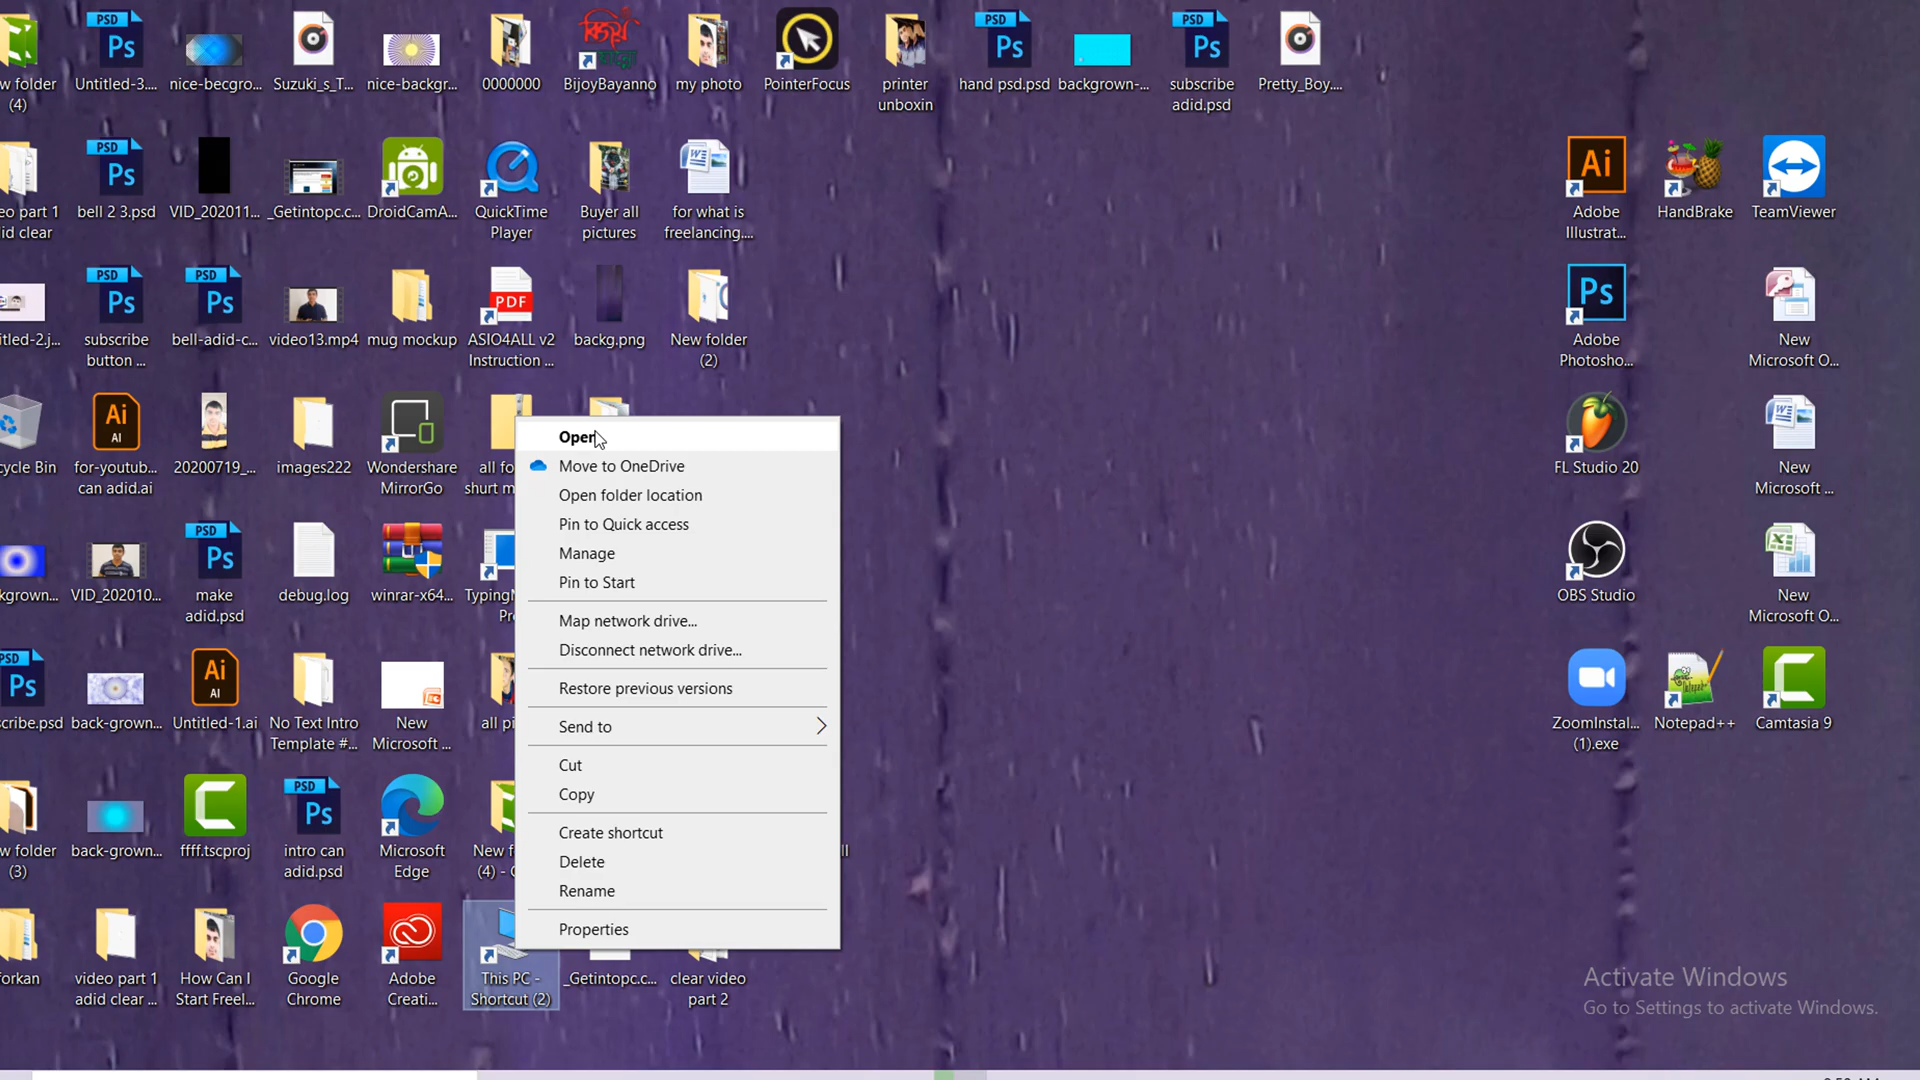 w folder
(4)
Untitled-3....
nice-becgro...
Suzuki_s_T...
nice-backgr...
0000000
BijoyBayanno
my photo
PointerFocus
printer
unboxin
hand psd.psd
backgrown-...
subscribe
adid.psd
Pretty_Boy....
eo part 1
id clear
bell 2 3.psd
VID_202011...
_Getintopc.c...
DroidCamA...
QuickTime
Player
Buyer all
pictures
for what is
freelancing....
Adobe
Illustrat...
HandBrake
TeamViewer
itled-2.j...
subscribe
button ...
bell-adid-c...
video13.mp4
mug mockup
ASIO4ALL v2
Instruction ...
backg.png
New folder
(2)
Adobe
Photosho...
New
Microsoft O...
cycle Bin
for-youtub...
can adid.ai
20200719_...
images222
Wondershare
MirrorGo
all fo
shurt m
FL Studio 20
New
Microsoft ...
kgrown...
VID_202010...
make
adid.psd
debug.log
winrar-x64...
TypingM
Pr
OBS Studio
New
Microsoft O...
scribe.psd
back-grown...
Untitled-1.ai
No Text Intro
Template #...
New
Microsoft ...
all pi
ZoomInstal...
(1).exe
Notepad++
Camtasia 9
w folder
(3)
back-grown...
ffff.tscproj
intro can
adid.psd
Microsoft
Edge
New f
(4) - C
forkan
video part 1
adid clear ...
How Can I
Start Freel...
Google
Chrome
Adobe
Creati...
This PC -
Shortcut (2)
_Getintopc.c...
clear video
part 2
Open
Move to OneDrive
Open folder location
Pin to Quick access
Manage
Pin to Start
Map network drive...
Disconnect network drive...
Restore previous versions
Send to
Cut
Copy
Create shortcut
Delete
Rename
Properties
Activate Windows
Go to Settings to activate Windows.